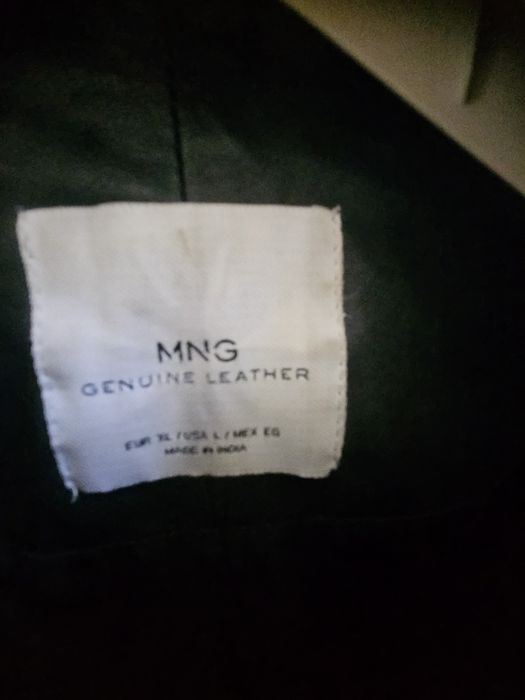 MNG
GENUINE LEATHER
EUR XL / USA L / MEX EG
MADE IN INDIA